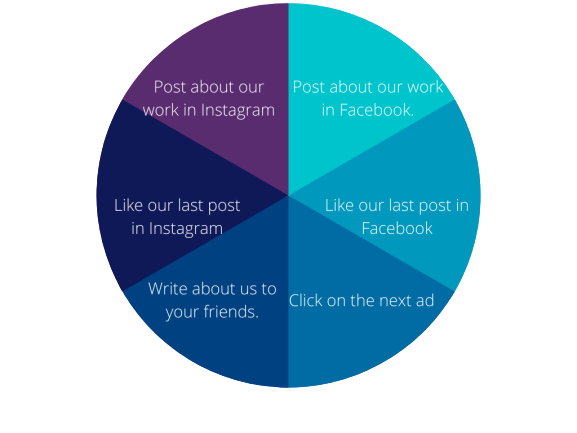 Post about our
work in Instagram
Post about our work
in Facebook.
Like our last post
in Instagram
Like our last post in
Facebook
Write about us to
your friends.
Click on the next ad